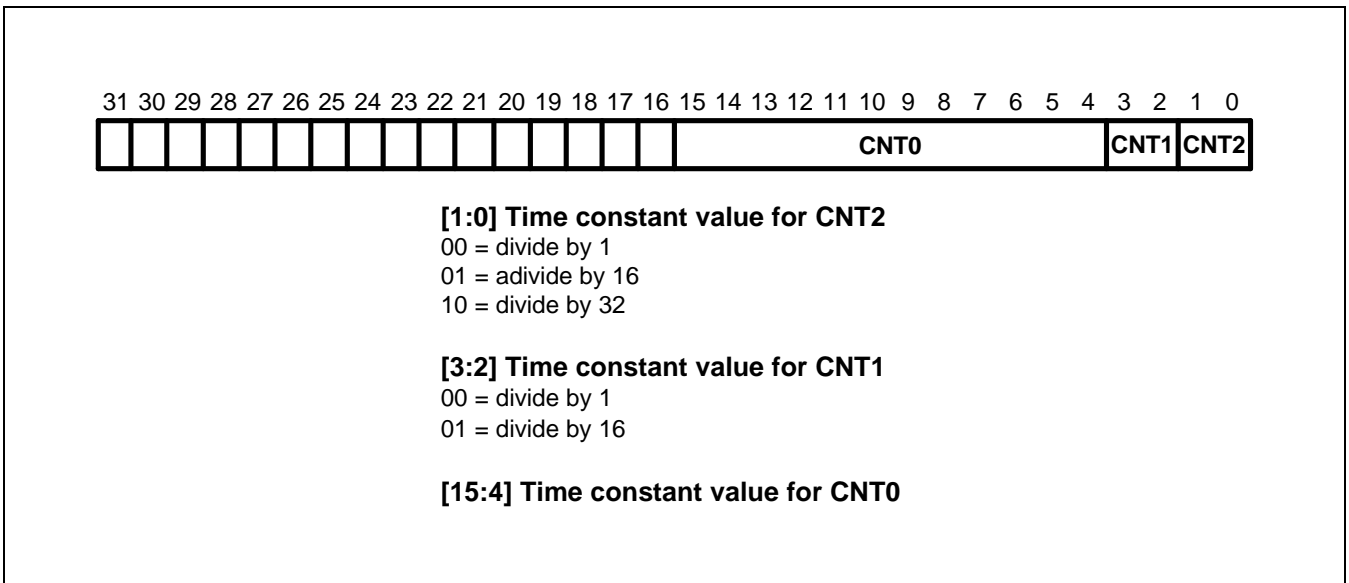 31 30 29 28 27 26 25 24 23 22 21 20 19 18 17 16 15 14 13 12 11 10 9 8 7 6 5 4 3 2 1 0
CNT0 CNT1 CNT2
[1:0] Time constant value for CNT2
00 = divide by 1
01 = adivide by 16
10 = divide by 32
[3:2] Time constant value for CNT1
00 = divide by 1
01 = divide by 16
[15:4] Time constant value for CNT0